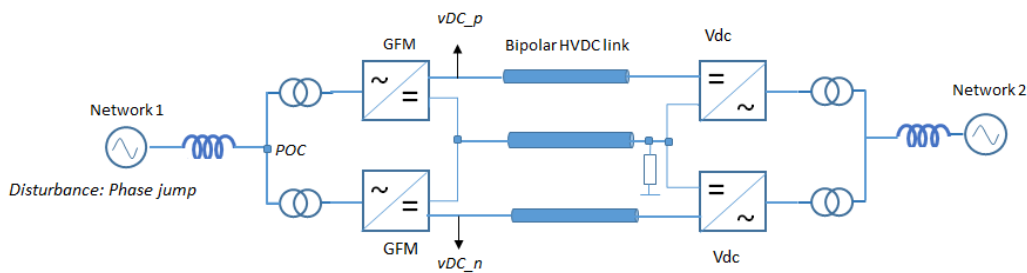 vDC_p
GFM
Bipolar HVDC link
Vdc
Network 1
Network 2
POC
Disturbance: Phase jump
GFM
Vdc
vDC_n